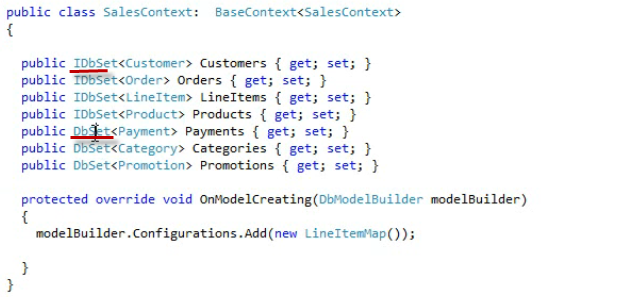 public class SalesContext: BaseContext<SalesContext>
{
public IDbSet<Customer> Customers { get; set; }
public IDbSet<Order> Orders { get; set; }
public IDbSet<LineItem> LineItems { get; set; }
public IDbSet<Product> Products { get; set; }
public DbSet<Payment> Payments { get; set; }
public DbSet<Category> Categories { get; set; }
public DbSet<Promotion> Promotions { get; set; }
protected override void OnModelCreating(DbModelBuilder modelBuilder)
{
modelBuilder.Configurations.Add(new LineItemMap());
}
}